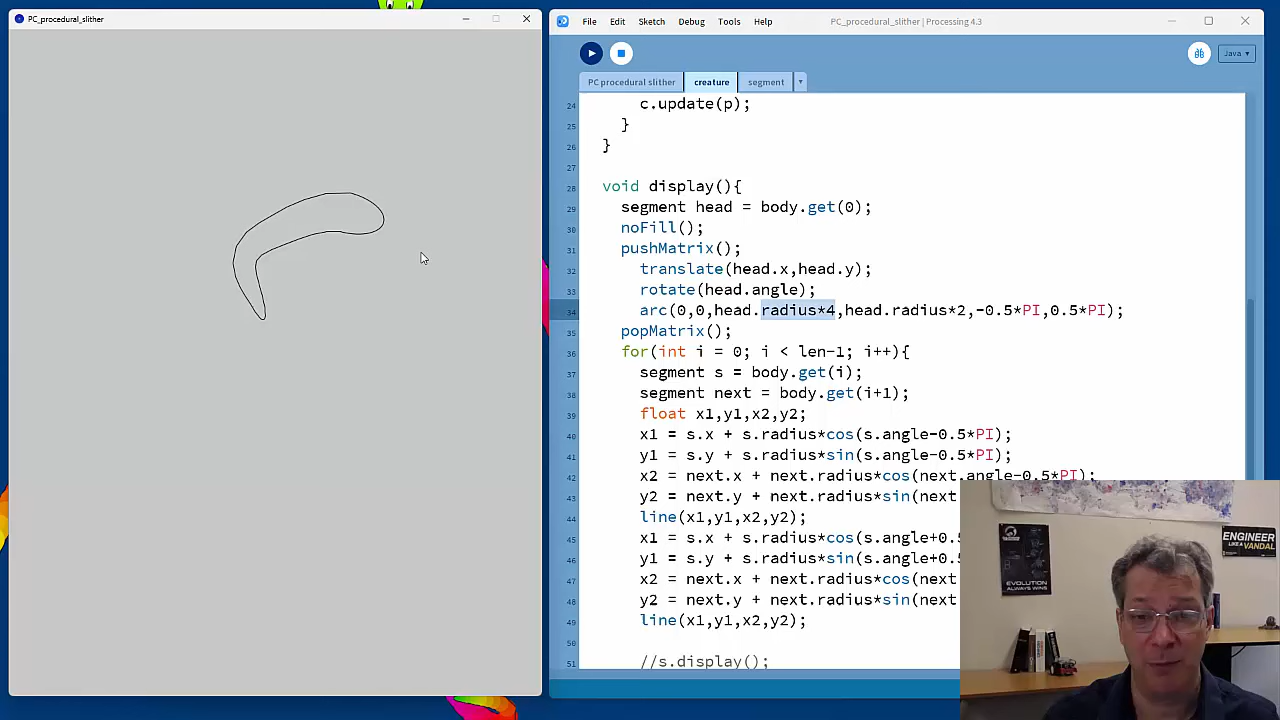 PC_procedural_slither
File Edit Sketch Debug Tools Help
PC_procedural_slither | Processing 4.3
Java
PC procedural slither creature segment
24 c.update(p);
25 }
26 }
27
28 void display(){
29 segment head = body.get(0);
30 noFill();
31 pushMatrix();
32 translate(head.x,head.y);
33 rotate(head.angle);
34 arc(0,0,head.radius*4,head.radius*2,-0.5*PI,0.5*PI);
35 popMatrix();
36 for(int i = 0; i < len-1; i++){
37 segment s = body.get(i);
38 segment next = body.get(i+1);
39 float x1,y1,x2,y2;
40 x1 = s.x + s.radius*cos(s.angle-0.5*PI);
41 y1 = s.y + s.radius*sin(s.angle-0.5*PI);
42 x2 = next.x + next.radius*cos(next.angle-0.5*PI);
43 y2 = next.y + next.radius*sin(next
44 line(x1,y1,x2,y2);
45 x1 = s.x + s.radius*cos(s.angle+0.5
46 y1 = s.y + s.radius*sin(s.angle+0.5
47 x2 = next.x + next.radius*cos(next
48 y2 = next.y + next.radius*sin(next
49 line(x1,y1,x2,y2);
50
51 //s.display();
ENGINEER
LIKE A VANDAL
EVOLUTION
ALWAYS WINS